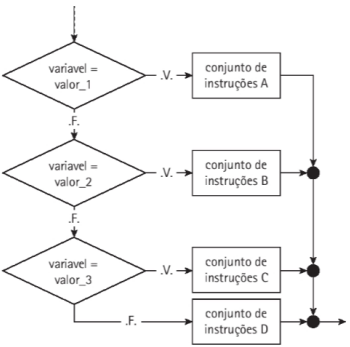 variavel =
valor_1
.V.
conjunto de
instruções A
.F.
variavel =
valor_2
.V.
conjunto de
instruções B
.F.
variavel =
valor_3
.V.
conjunto de
instruções C
.F.
conjunto de
instruções D